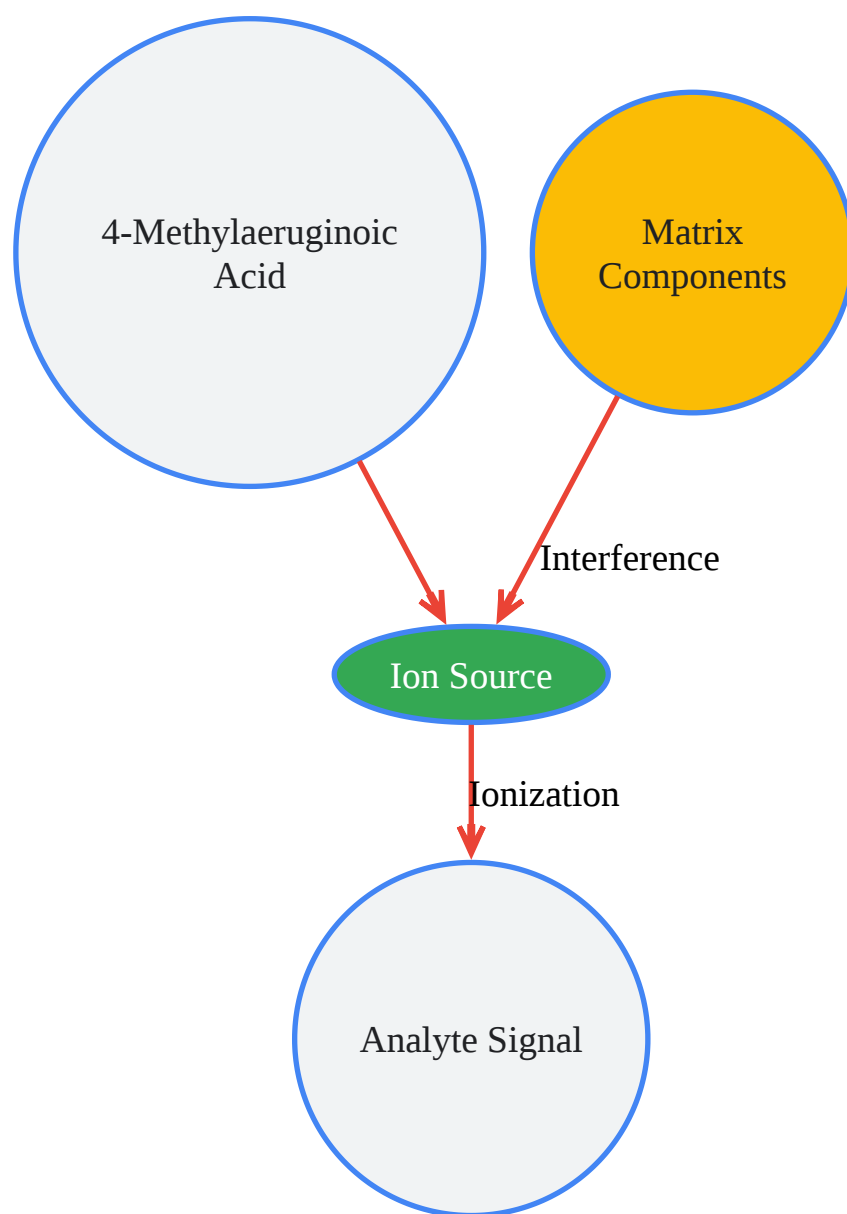 4-Methylaeruginoic
Acid
Matrix
Components
Interference
Ion Source
Ionization
Analyte Signal